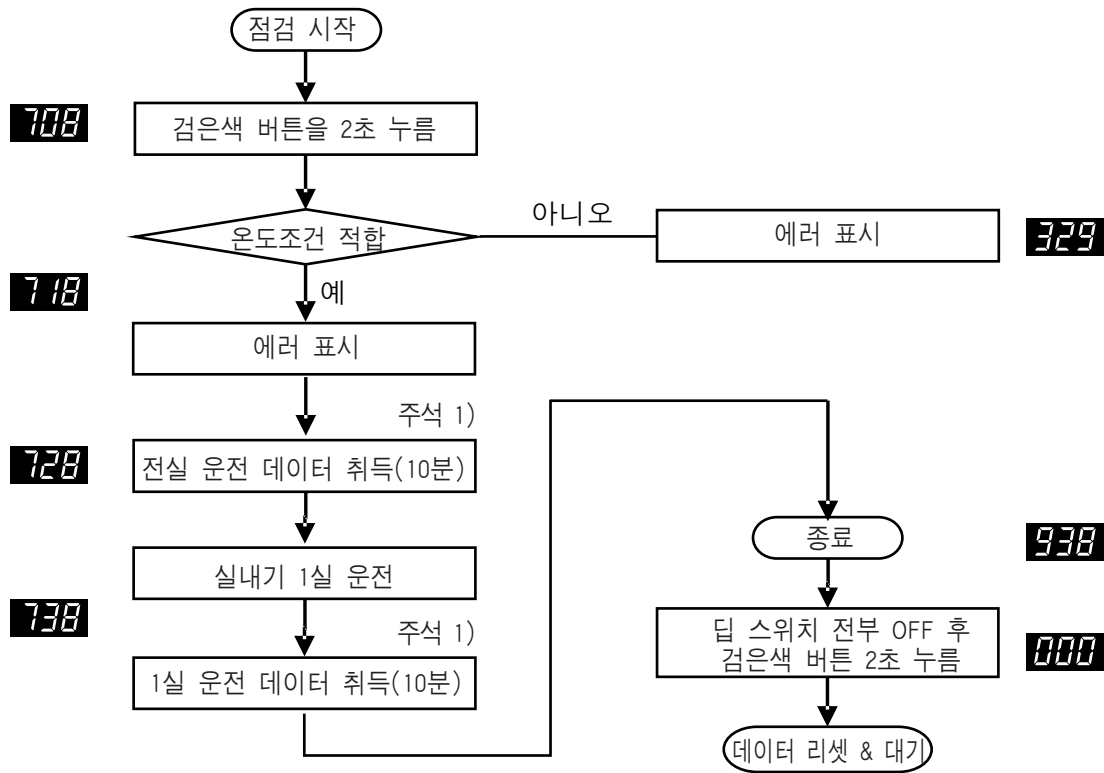 점검 시작
708
검은색 버튼을 2초 누름
온도조건 적합
아니오
에러 표시
329
718
예
에러 표시
주석 1)
728
전실 운전 데이터 취득(10분)
실내기 1실 운전
738
주석 1)
1실 운전 데이터 취득(10분)
종료
938
딥 스위치 전부 OFF 후
검은색 버튼 2초 누름
000
데이터 리셋 & 대기